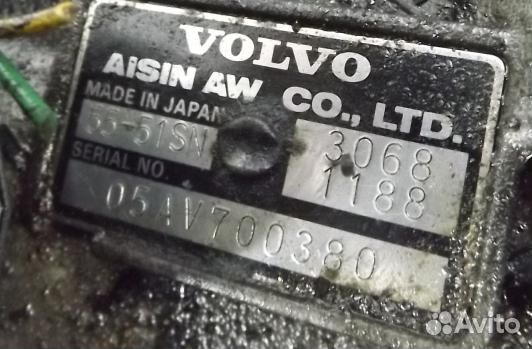 VOLVO
AISIN AW CO., LTD.
MADE IN JAPAN
55-51SN 3068
SERIAL NO. 1188
05AV700380
Avito